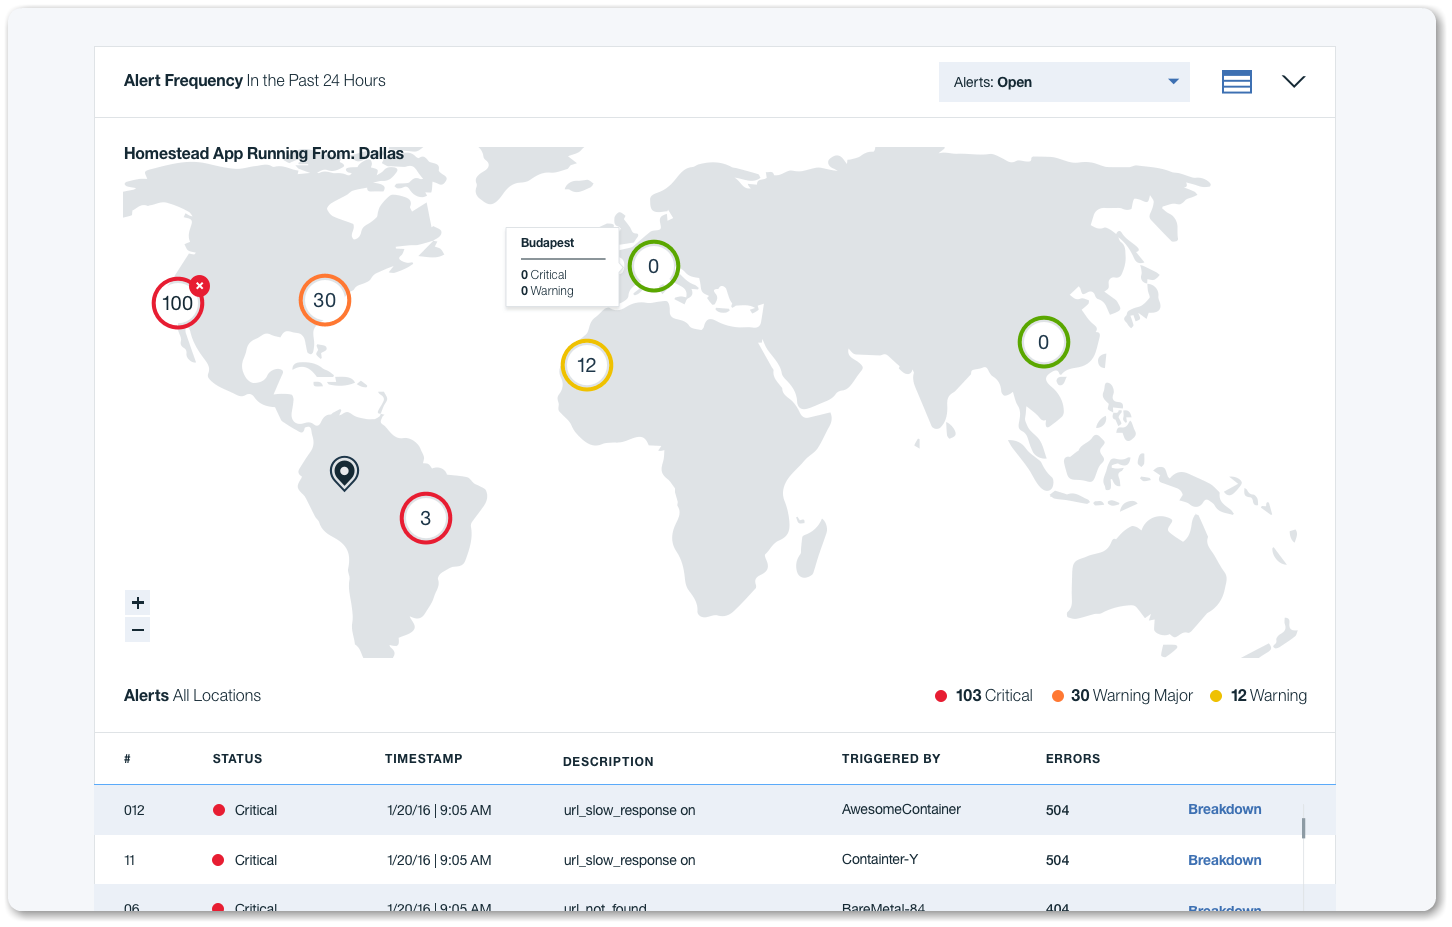 Alert Frequency In the Past 24 Hours
Alerts: Open
Homestead App Running From: Dallas
Budapest
0 Critical
0 Warning
0
100
30
0
12
3
+
−
Alerts All Locations
103 Critical 30 Warning Major 12 Warning
# STATUS TIMESTAMP DESCRIPTION TRIGGERED BY ERRORS
012 Critical 1/20/16 | 9:05 AM url_slow_response on AwesomeContainer 504 Breakdown
11 Critical 1/20/16 | 9:05 AM url_slow_response on Containter-Y 504 Breakdown
06 Critical 1/20/16 | 9:05 AM url_not_found BareMetal-84 404 Breakdown